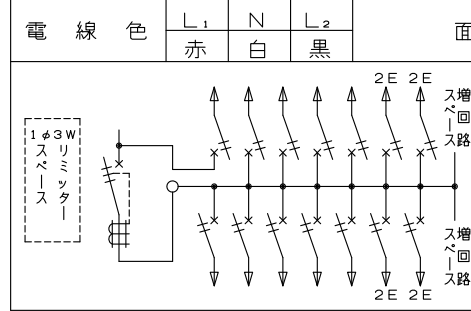 電線色 L₁ N L₂ 面
赤 白 黒
2E 2E
増回路
スペース
1φ3W
リミッター
スペース
増回路
スペース
2E 2E